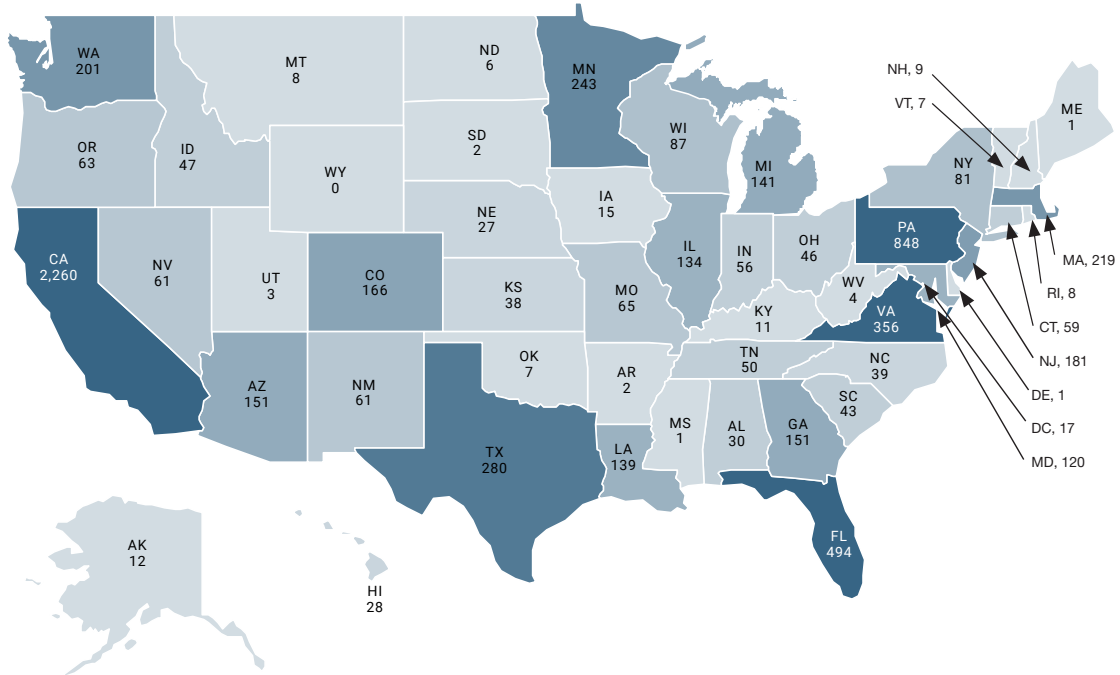 WA
201
MT
8
ND
6
MN
243
NH, 9
VT, 7
ME
1
OR
63
ID
47
SD
2
WI
87
MI
141
NY
81
WY
0
IA
15
NE
27
PA
848
MA, 219
CA
2,260
NV
61
UT
3
CO
166
IL
134
IN
56
OH
46
RI, 8
KS
38
MO
65
WV
4
VA
356
KY
11
CT, 59
NJ, 181
OK
7
TN
50
NC
39
AZ
151
NM
61
AR
2
DE, 1
SC
43
DC, 17
MS
1
AL
30
GA
151
TX
280
LA
139
MD, 120
FL
494
AK
12
HI
28